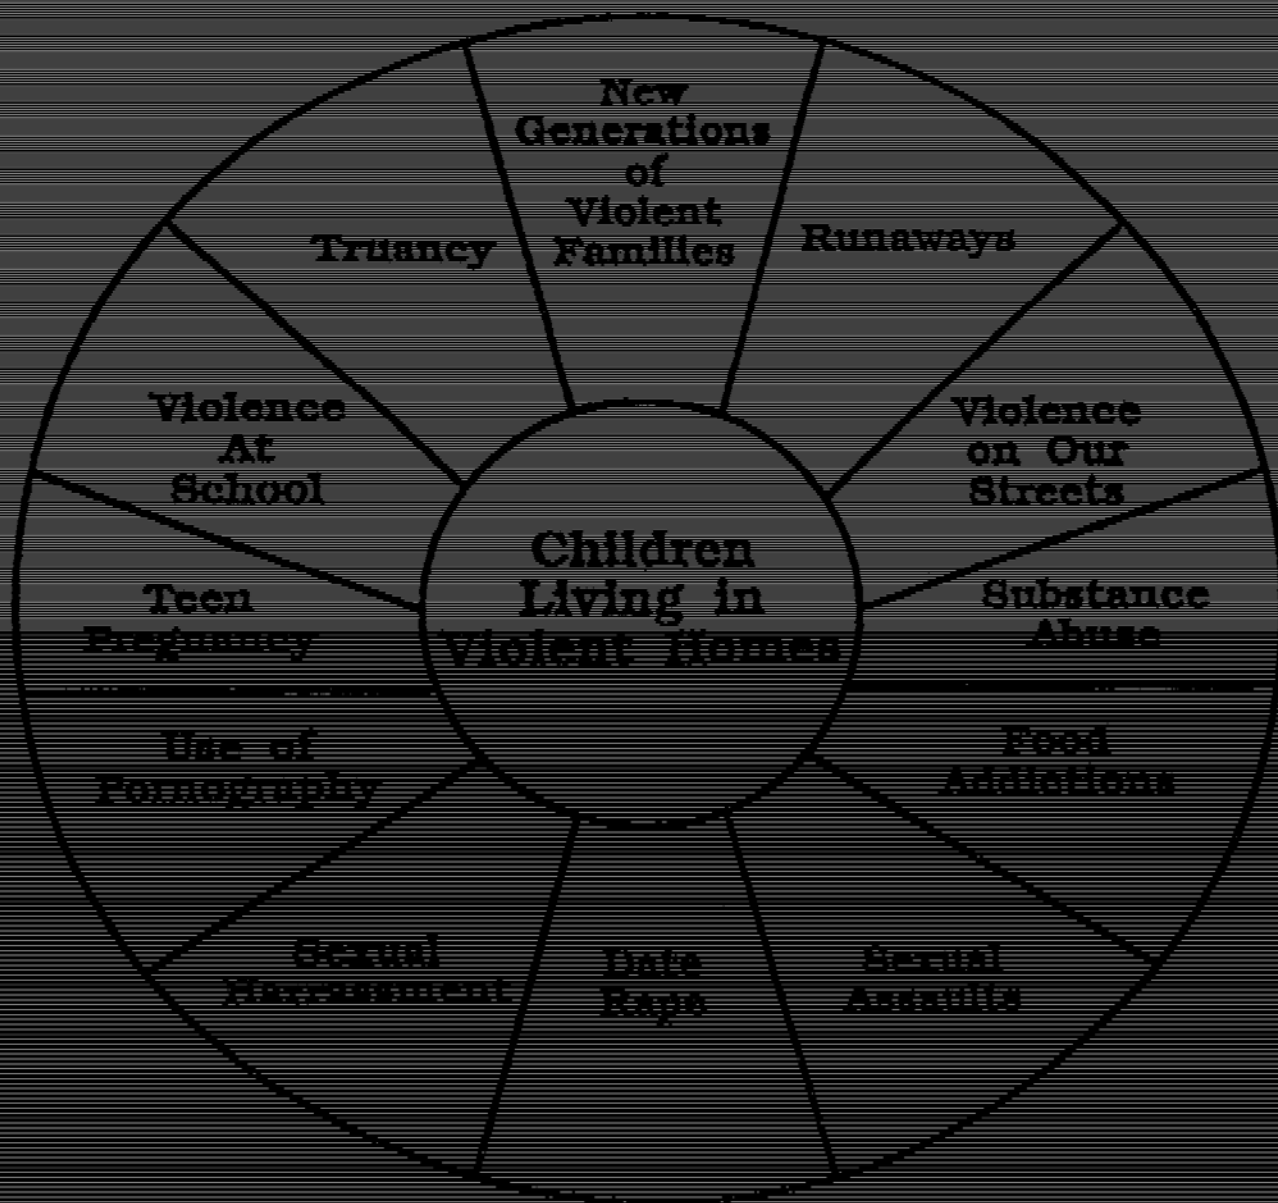 New
Generations
of
Violent
Families
Runaways
Violence
on Our
Streets
Substance
Abuse
Food
Addictions
Sexual
Assaults
Date
Rape
Sexual
Harrassment
Use of
Pornography
Teen
Pregnancy
Violence
At
School
Truancy
Children
Living in
Violent Homes